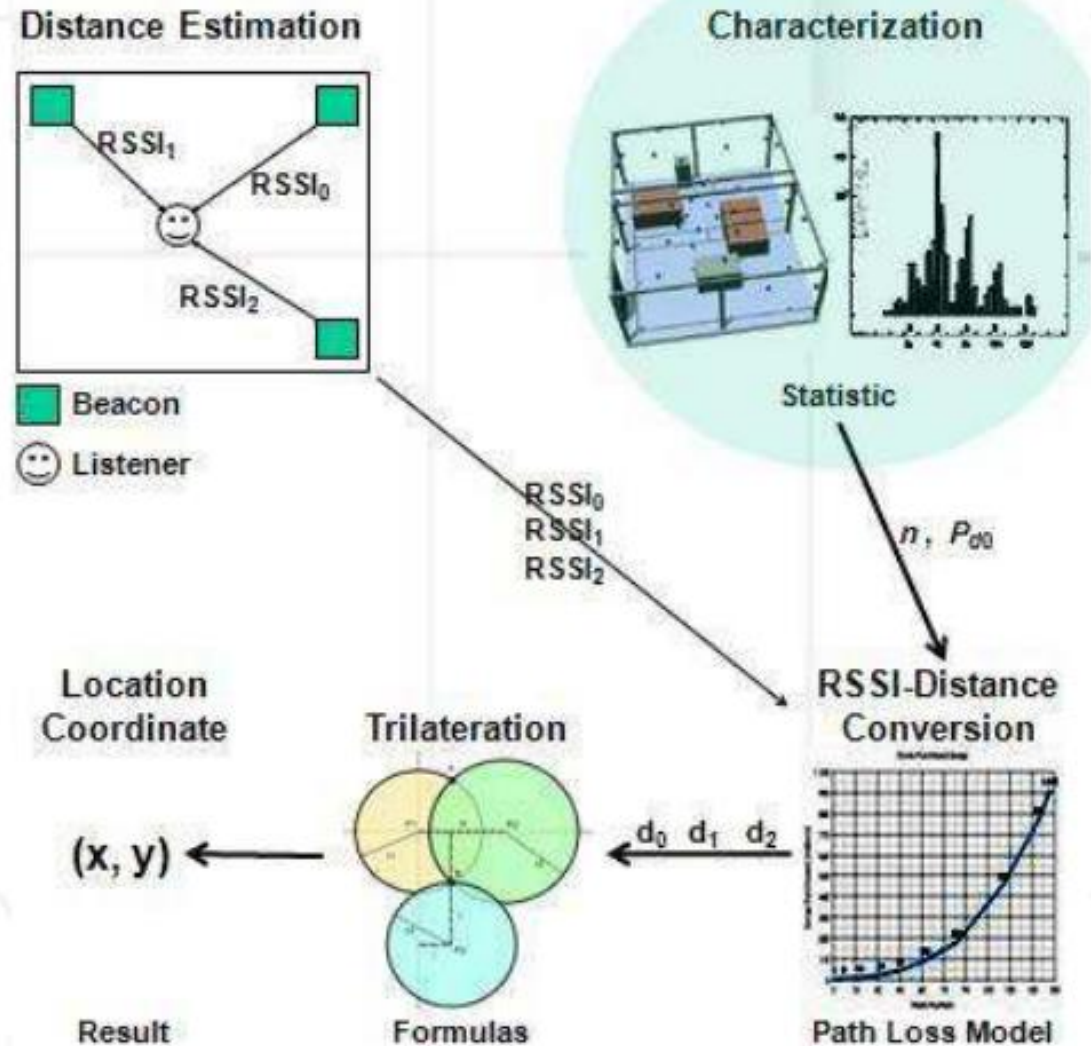 Distance Estimation
Characterization
RSSI₁
RSSI₀
RSSI₂
Beacon
Listener
Statistic
RSSI₀
RSSI₁
RSSI₂
n, P_d0
Location
Coordinate
Trilateration
RSSI-Distance
Conversion
d₀ d₁ d₂
(x, y)
Result
Formulas
Path Loss Model